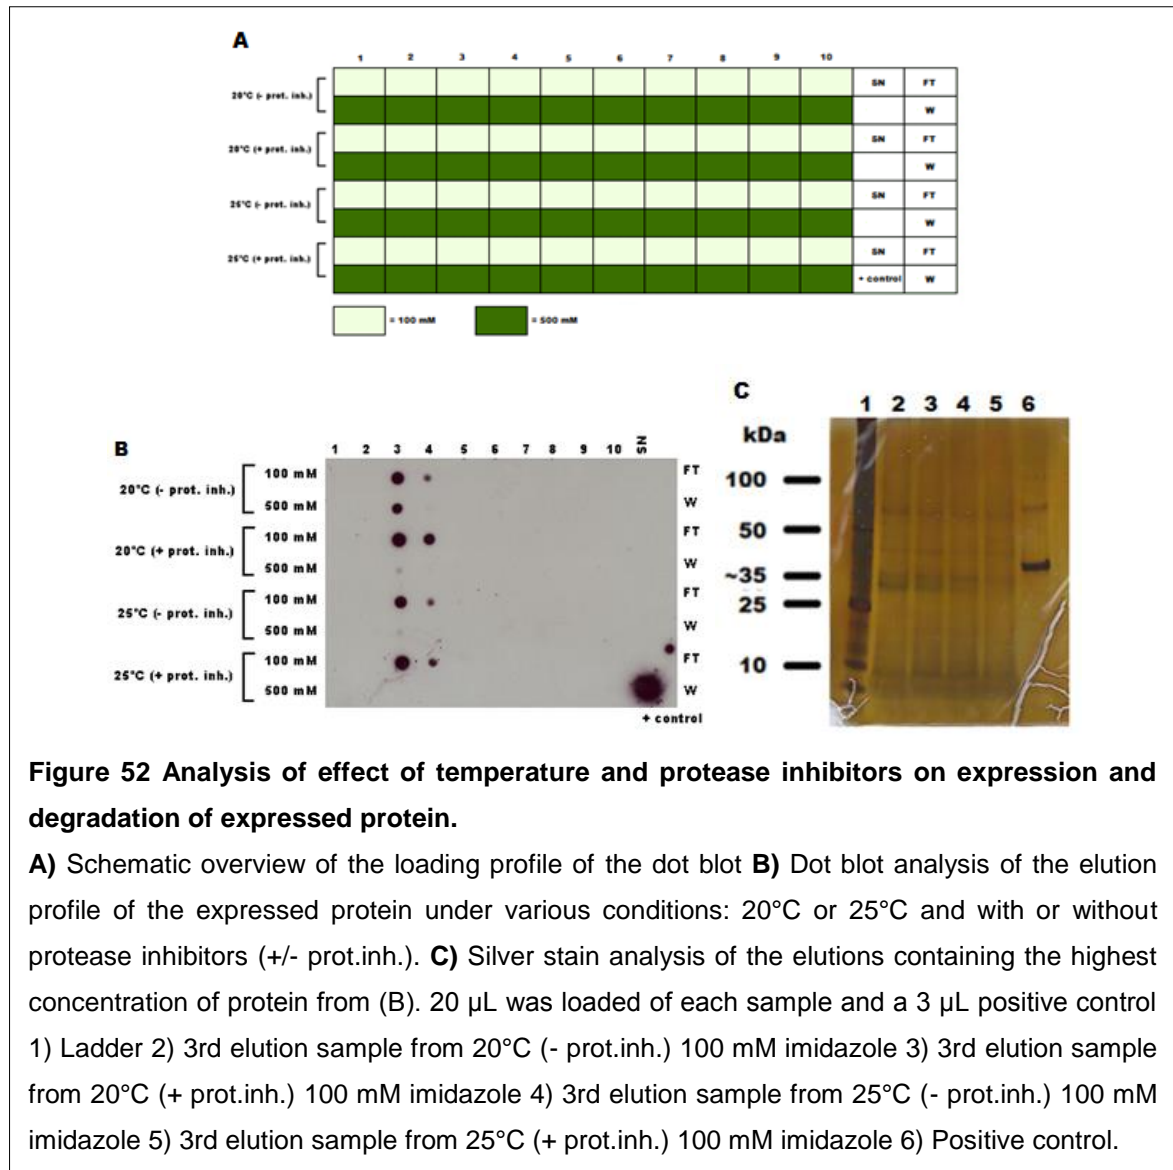 A
1 2 3 4 5 6 7 8 9 10
20°C (- prot. inh.)
SN FT
W
20°C (+ prot. inh.)
SN FT
W
25°C (- prot. inh.)
SN FT
W
25°C (+ prot. inh.)
SN FT
+ control W
= 100 mM = 500 mM
B
1 2 3 4 5 6 7 8 9 10 SN
20°C (- prot. inh.)
100 mM FT
500 mM W
20°C (+ prot. inh.)
100 mM FT
500 mM W
25°C (- prot. inh.)
100 mM FT
500 mM W
25°C (+ prot. inh.)
100 mM FT
500 mM W
+ control
C
1 2 3 4 5 6
kDa
100
50
~35
25
10
Figure 52 Analysis of effect of temperature and protease inhibitors on expression and
degradation of expressed protein.
A) Schematic overview of the loading profile of the dot blot B) Dot blot analysis of the elution
profile of the expressed protein under various conditions: 20°C or 25°C and with or without
protease inhibitors (+/- prot.inh.). C) Silver stain analysis of the elutions containing the highest
concentration of protein from (B). 20 µL was loaded of each sample and a 3 µL positive control
1) Ladder 2) 3rd elution sample from 20°C (- prot.inh.) 100 mM imidazole 3) 3rd elution sample
from 20°C (+ prot.inh.) 100 mM imidazole 4) 3rd elution sample from 25°C (- prot.inh.) 100 mM
imidazole 5) 3rd elution sample from 25°C (+ prot.inh.) 100 mM imidazole 6) Positive control.